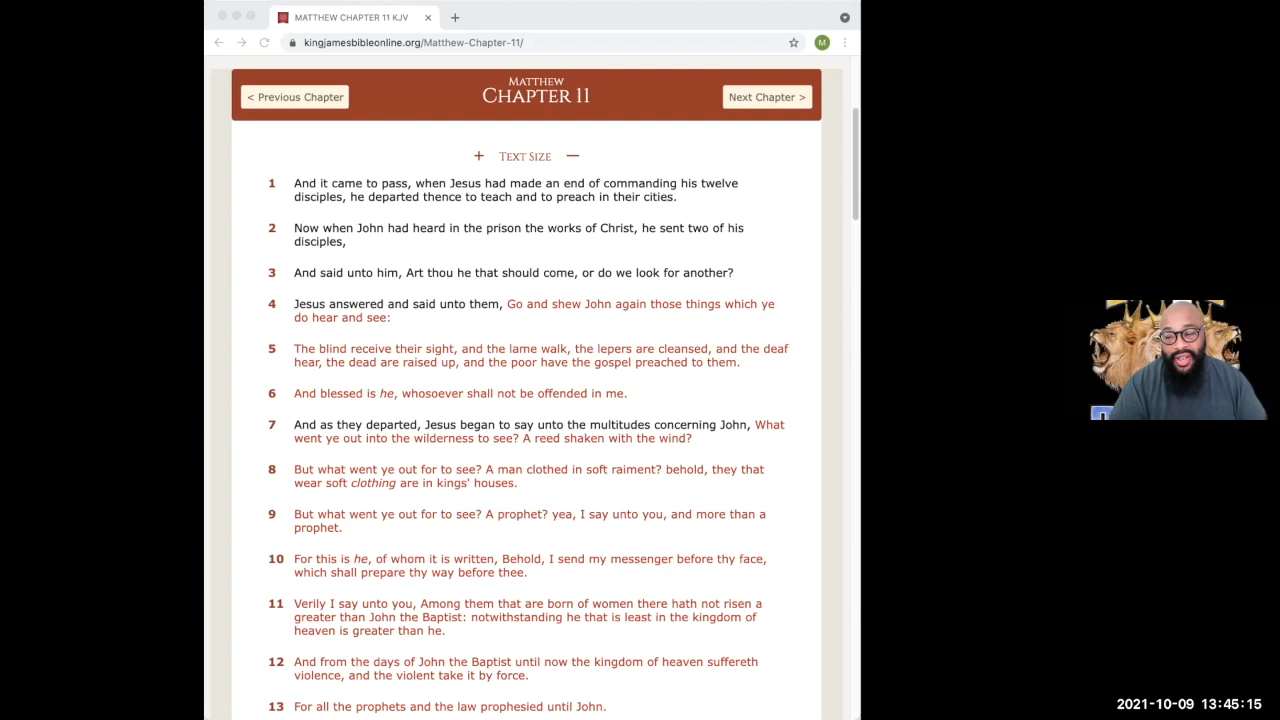 MATTHEW CHAPTER 11 KJV
kingjamesbibleonline.org/Matthew-Chapter-11/
M
< Previous Chapter
MATTHEW
CHAPTER 11
Next Chapter >
+ TEXT SIZE —
1 And it came to pass, when Jesus had made an end of commanding his twelve
disciples, he departed thence to teach and to preach in their cities.
2 Now when John had heard in the prison the works of Christ, he sent two of his
disciples,
3 And said unto him, Art thou he that should come, or do we look for another?
4 Jesus answered and said unto them, Go and shew John again those things which ye
do hear and see:
5 The blind receive their sight, and the lame walk, the lepers are cleansed, and the deaf
hear, the dead are raised up, and the poor have the gospel preached to them.
6 And blessed is he, whosoever shall not be offended in me.
7 And as they departed, Jesus began to say unto the multitudes concerning John, What
went ye out into the wilderness to see? A reed shaken with the wind?
8 But what went ye out for to see? A man clothed in soft raiment? behold, they that
wear soft clothing are in kings' houses.
9 But what went ye out for to see? A prophet? yea, I say unto you, and more than a
prophet.
10 For this is he, of whom it is written, Behold, I send my messenger before thy face,
which shall prepare thy way before thee.
11 Verily I say unto you, Among them that are born of women there hath not risen a
greater than John the Baptist: notwithstanding he that is least in the kingdom of
heaven is greater than he.
12 And from the days of John the Baptist until now the kingdom of heaven suffereth
violence, and the violent take it by force.
13 For all the prophets and the law prophesied until John.
2021-10-09 13:45:15